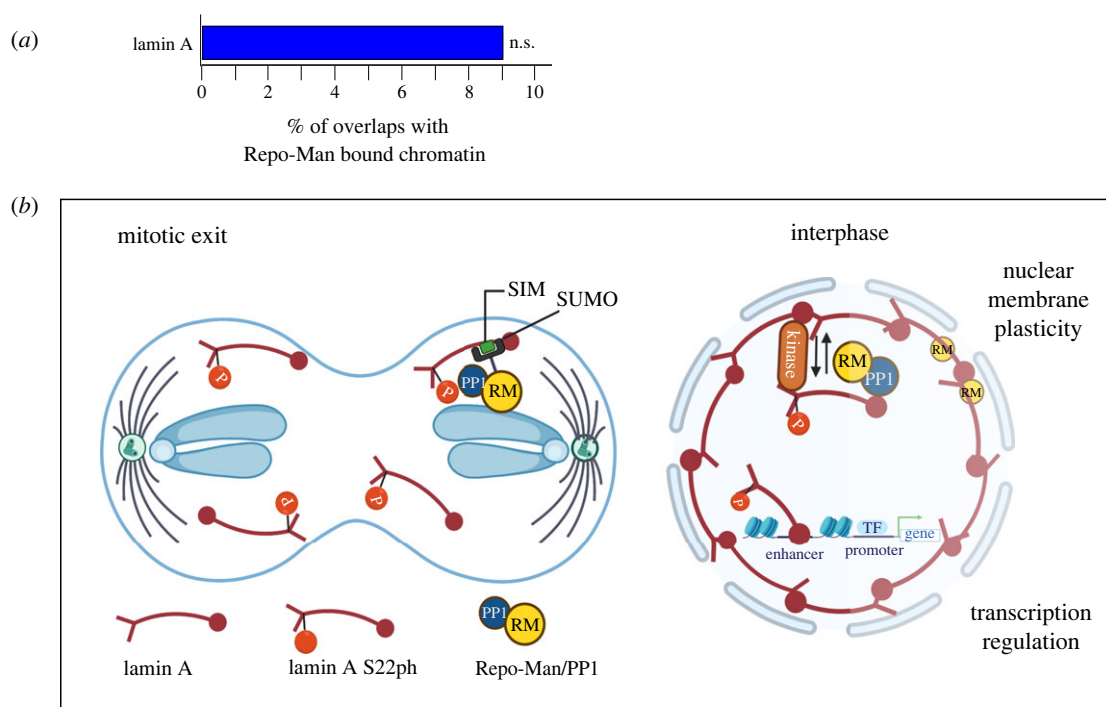 (a)
lamin A
n.s.
0 2 4 6 8 10
% of overlaps with
Repo-Man bound chromatin
(b)
mitotic exit
interphase
nuclear
membrane
plasticity
SIM
SUMO
P
P
PP1
RM
P
P
kinase
RM
PP1
RM
RM
P
P
TF
gene
enhancer
promoter
transcription
regulation
PP1
RM
lamin A
lamin A S22ph
Repo-Man/PP1